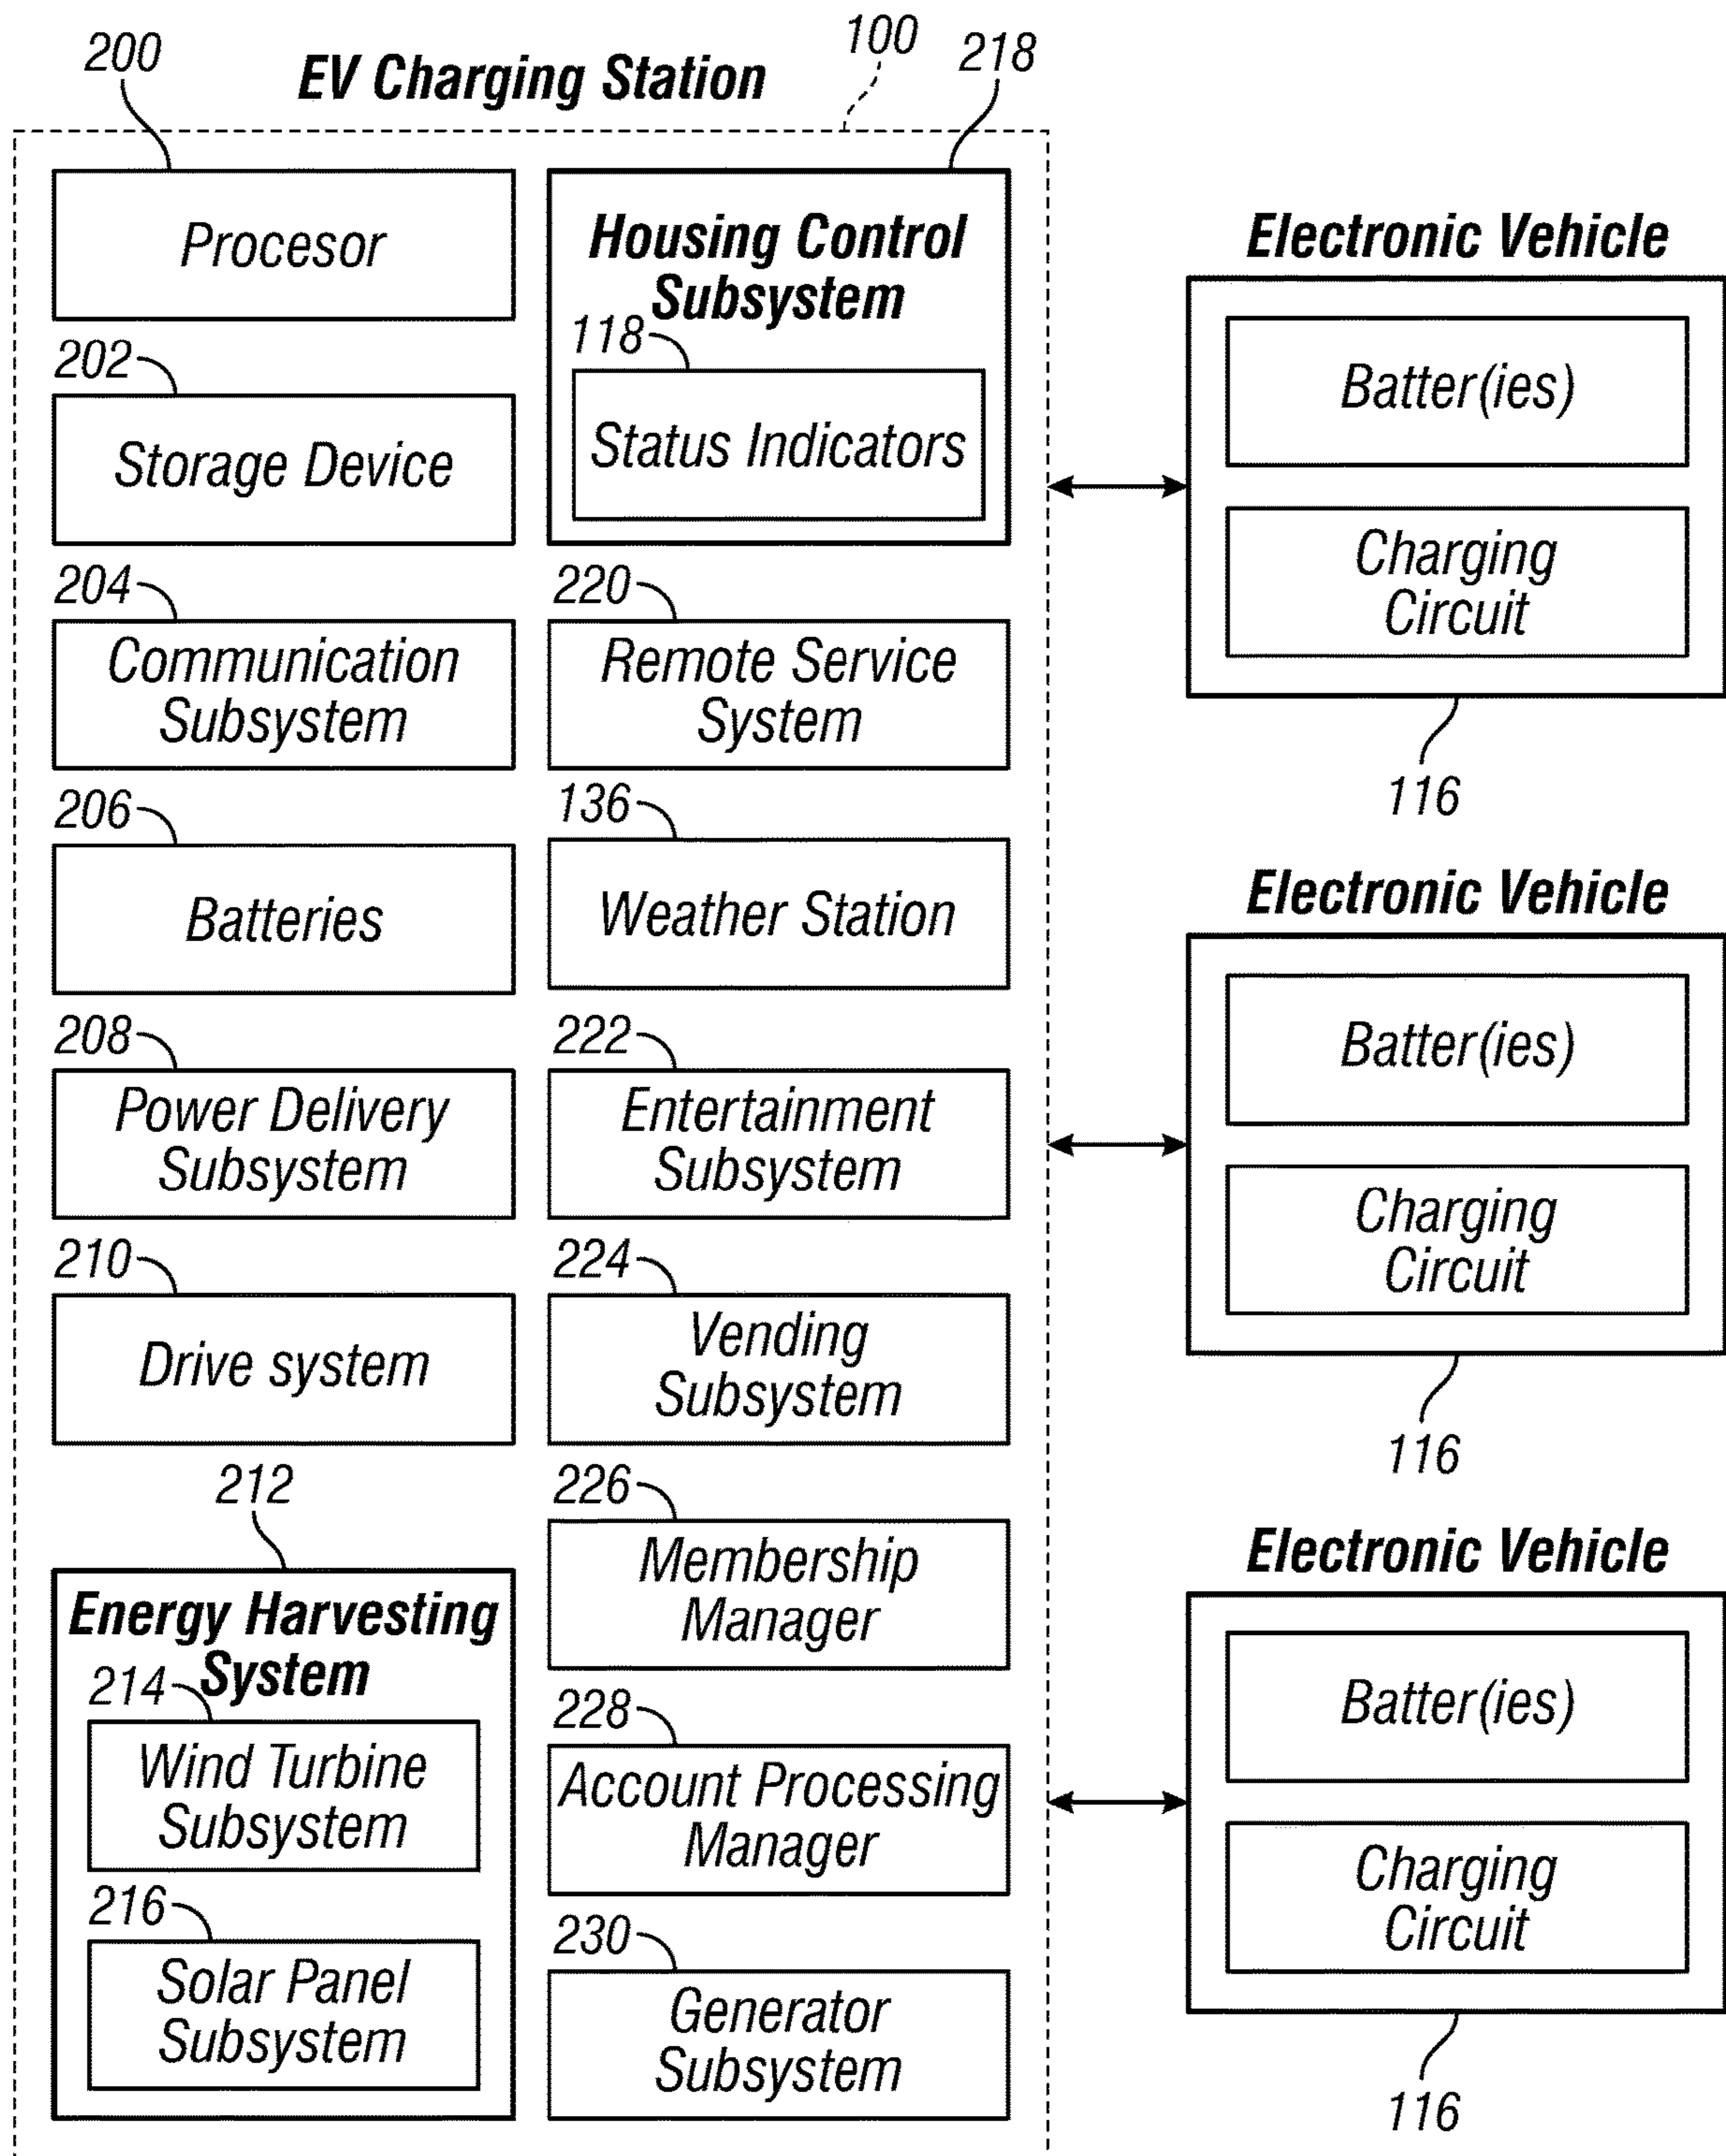 100
218
200
EV Charging Station
Procesor
202
Storage Device
204
Communication
Subsystem
206
Batteries
208
Power Delivery
Subsystem
210
Drive system
212
Energy Harvesting
System
214
Wind Turbine
Subsystem
216
Solar Panel
Subsystem
Housing Control
Subsystem
118
Status Indicators
220
Remote Service
System
136
Weather Station
222
Entertainment
Subsystem
224
Vending
Subsystem
226
Membership
Manager
228
Account Processing
Manager
230
Generator
Subsystem
Electronic Vehicle
Batter(ies)
Charging
Circuit
116
Electronic Vehicle
Batter(ies)
Charging
Circuit
116
Electronic Vehicle
Batter(ies)
Charging
Circuit
116